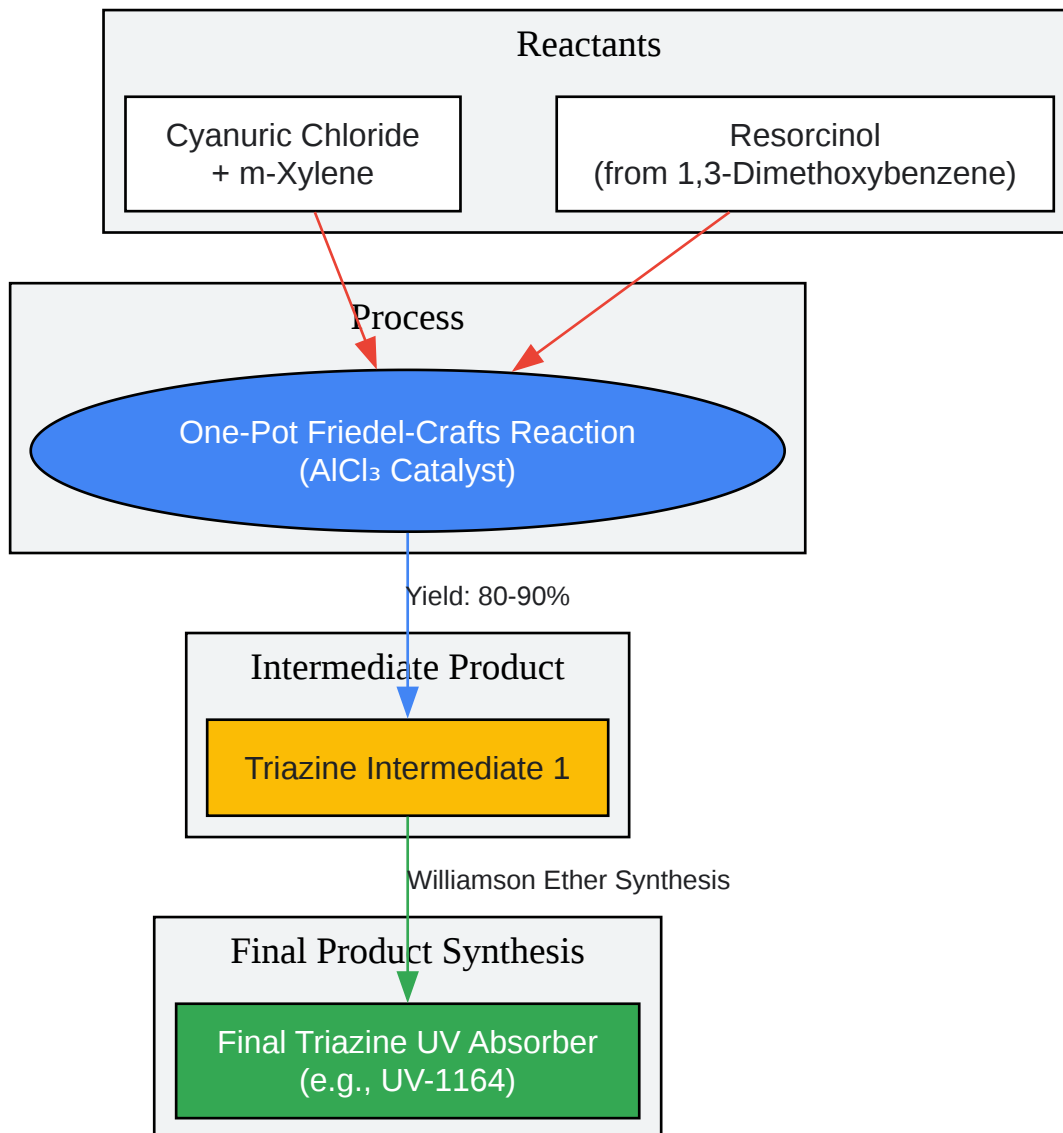 Reactants
Cyanuric Chloride
+ m-Xylene
Resorcinol
(from 1,3-Dimethoxybenzene)
Process
One-Pot Friedel-Crafts Reaction
(AlCl₃ Catalyst)
Yield: 80-90%
Intermediate Product
Triazine Intermediate 1
Williamson Ether Synthesis
Final Product Synthesis
Final Triazine UV Absorber
(e.g., UV-1164)